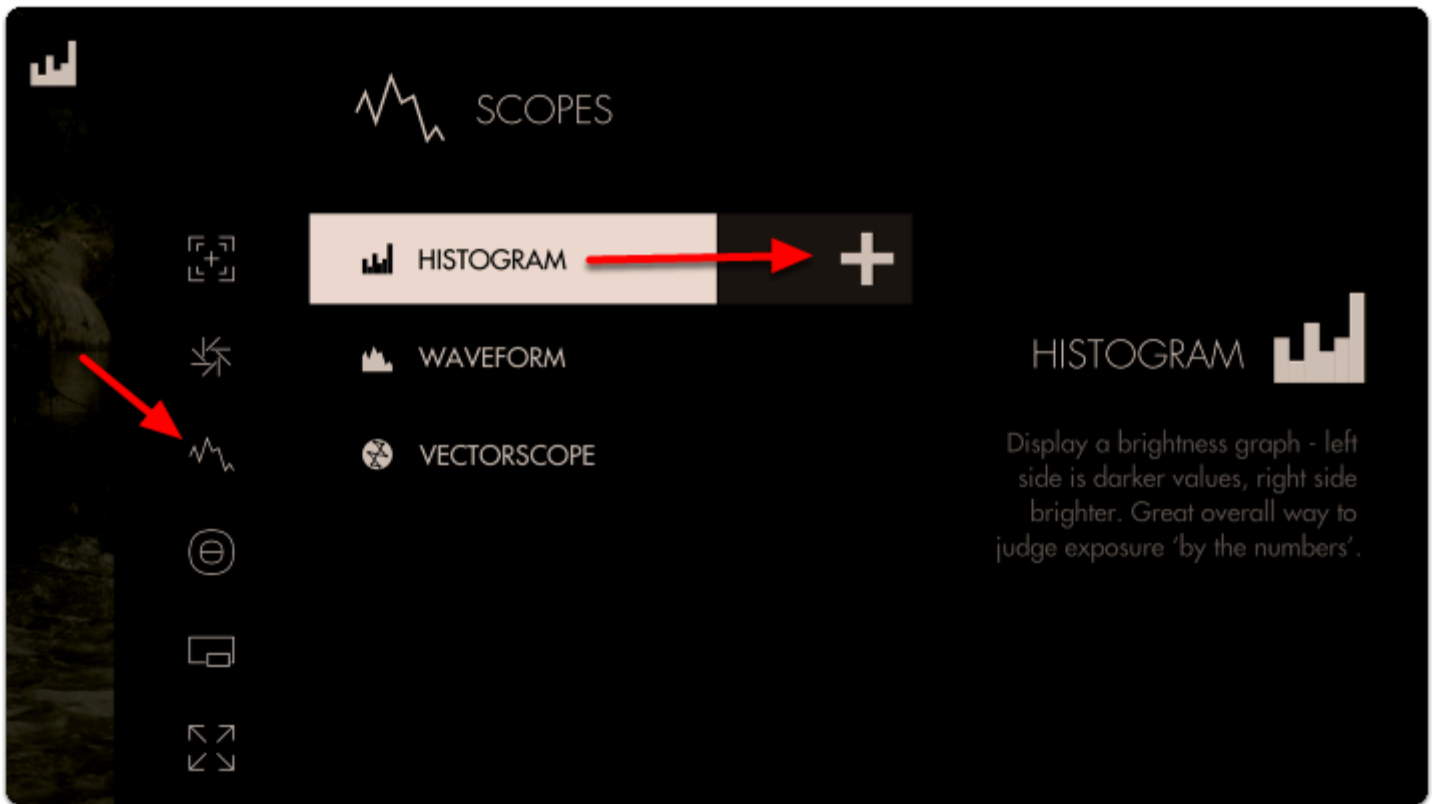 SCOPES
HISTOGRAM
WAVEFORM
VECTORSCOPE
HISTOGRAM
Display a brightness graph - left
side is darker values, right side
brighter. Great overall way to
judge exposure ‘by the numbers’.